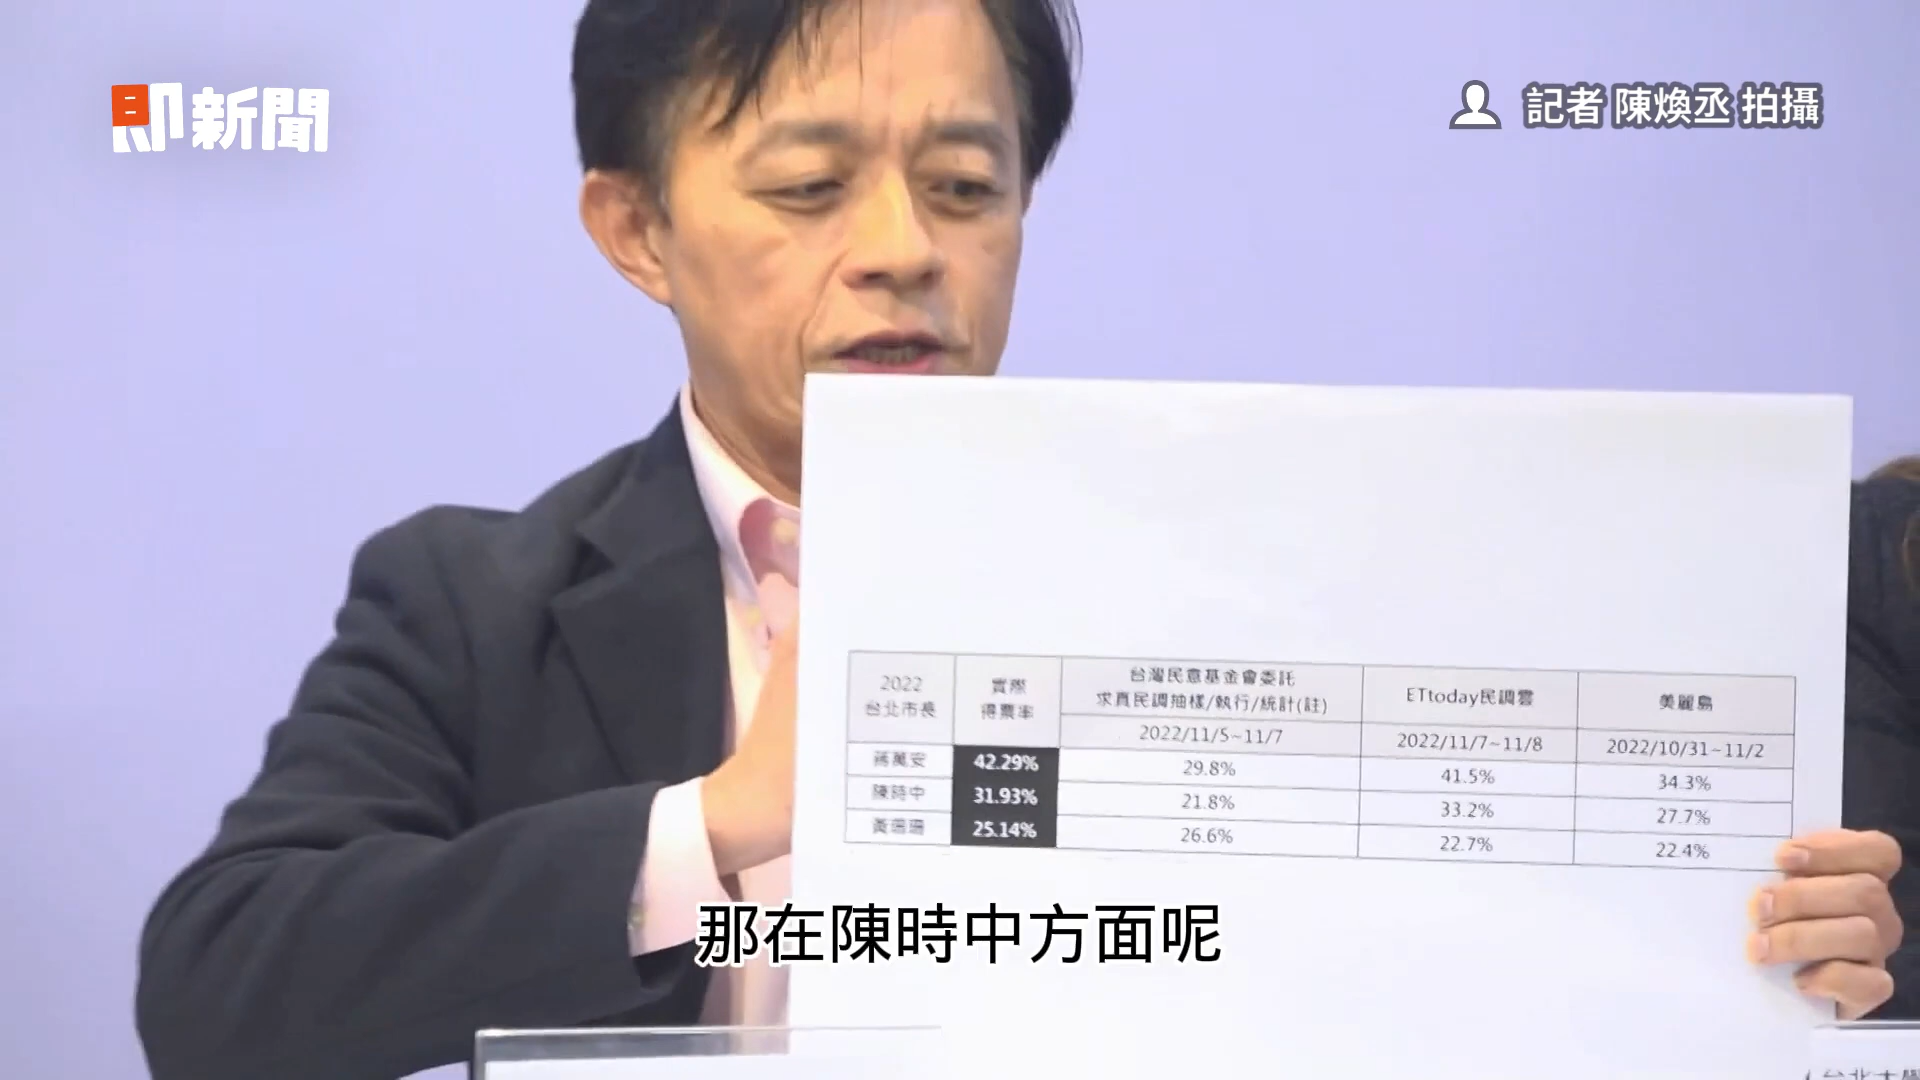 即新聞
記者 陳煥丞 拍攝
2022 台北市長
實際得票率
台灣民意基金會委託
求真民調抽樣/執行/統計(註)
ETtoday民調雲
美麗島
2022/11/5~11/7
2022/11/7~11/8
2022/10/31~11/2
蔣萬安 42.29% 29.8% 41.5% 34.3%
陳時中 31.93% 21.8% 33.2% 27.7%
黃珊珊 25.14% 26.6% 22.7% 22.4%
那在陳時中方面呢